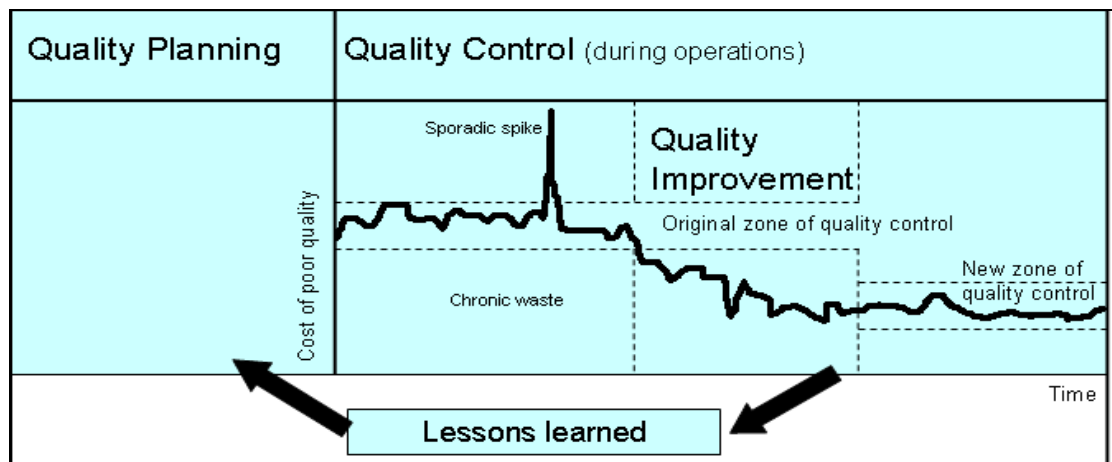 Quality Planning
Quality Control (during operations)
Sporadic spike
Quality
Improvement
Cost of poor quality
Original zone of quality control
New zone of
quality control
Chronic waste
Time
Lessons learned